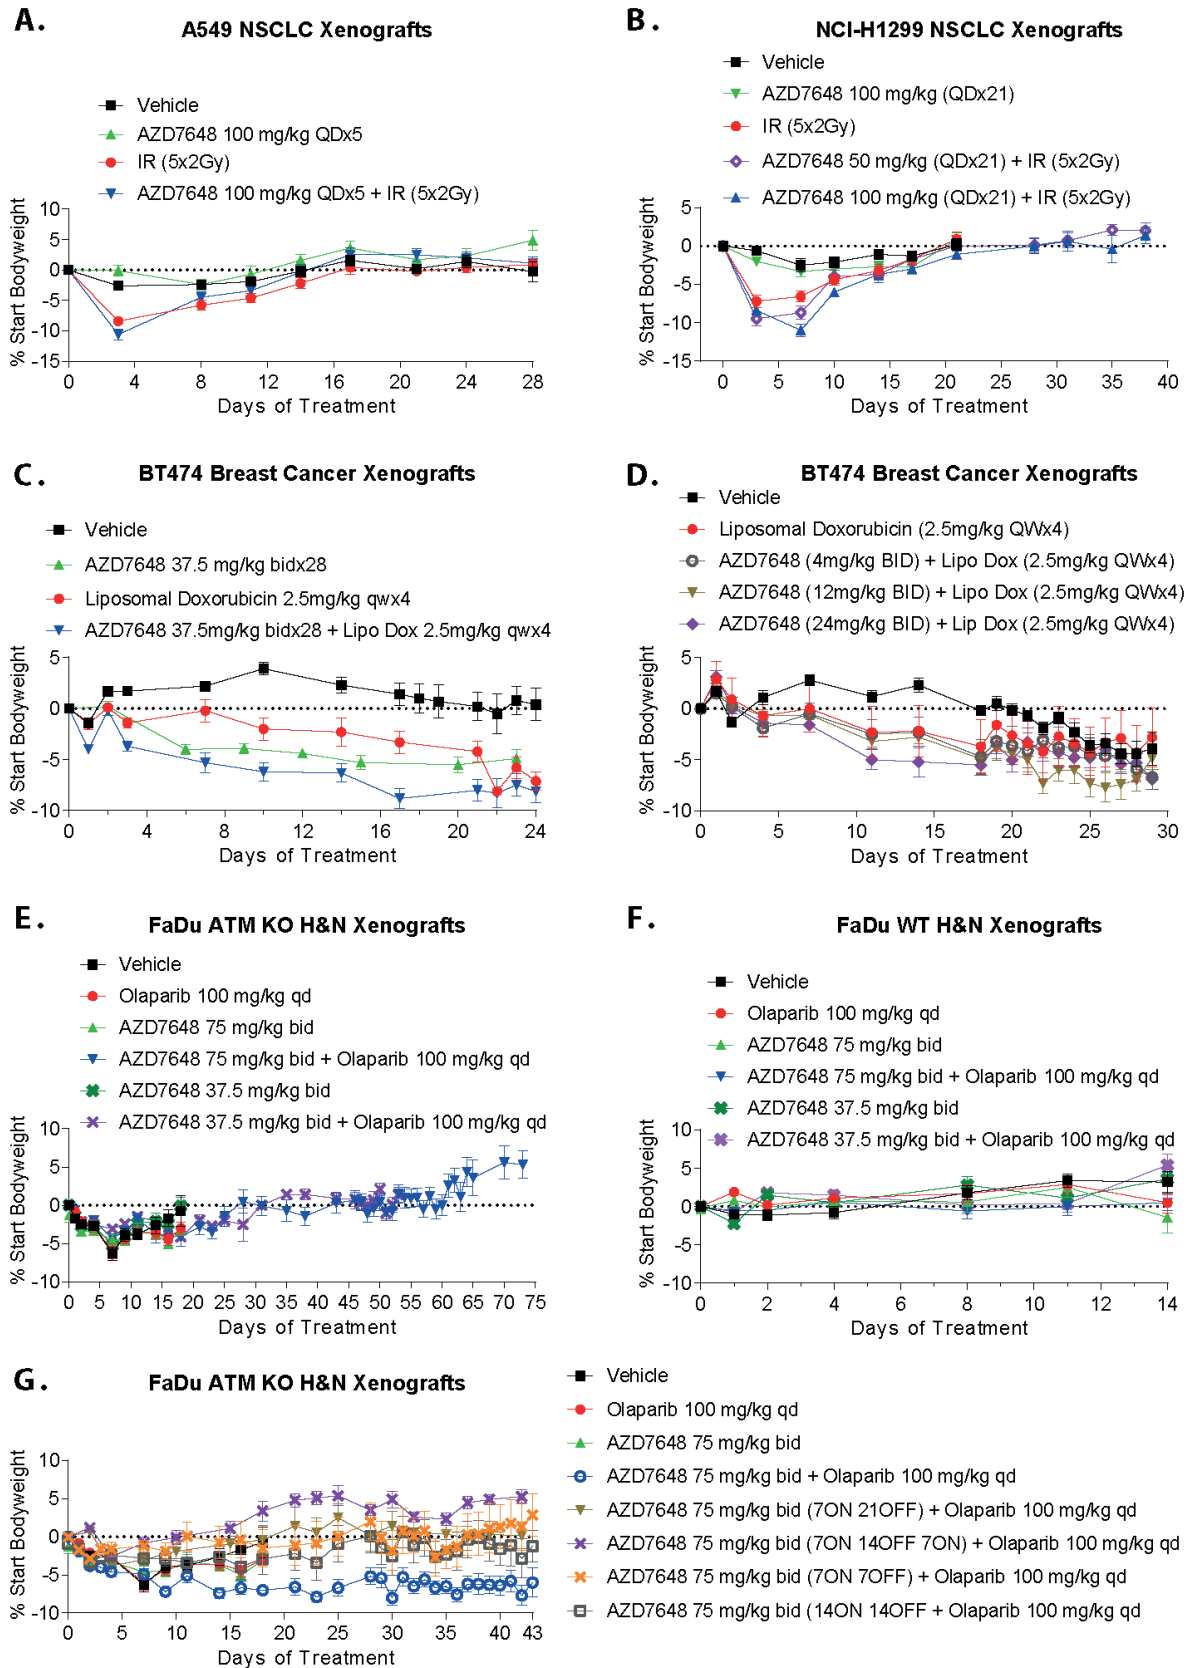 A.
A549 NSCLC Xenografts
Vehicle
AZD7648 100 mg/kg QDx5
IR (5x2Gy)
AZD7648 100 mg/kg QDx5 + IR (5x2Gy)
% Start Bodyweight
10
5
0
-5
-10
-15
0 4 8 12 16 20 24 28
Days of Treatment
B.
NCI-H1299 NSCLC Xenografts
Vehicle
AZD7648 100 mg/kg (QDx21)
IR (5x2Gy)
AZD7648 50 mg/kg (QDx21) + IR (5x2Gy)
AZD7648 100 mg/kg (QDx21) + IR (5x2Gy)
% Start Bodyweight
5
0
-5
-10
-15
0 5 10 15 20 25 30 35 40
Days of Treatment
C.
BT474 Breast Cancer Xenografts
Vehicle
AZD7648 37.5 mg/kg bidx28
Liposomal Doxorubicin 2.5mg/kg qwx4
AZD7648 37.5mg/kg bidx28 + Lipo Dox 2.5mg/kg qwx4
% Start Bodyweight
5
0
-5
-10
0 4 8 12 16 20 24
Days of Treatment
D.
BT474 Breast Cancer Xenografts
Vehicle
Liposomal Doxorubicin (2.5mg/kg QWx4)
AZD7648 (4mg/kg BID) + Lipo Dox (2.5mg/kg QWx4)
AZD7648 (12mg/kg BID) + Lipo Dox (2.5mg/kg QWx4)
AZD7648 (24mg/kg BID) + Lip Dox (2.5mg/kg QWx4)
% Start Bodyweight
5
0
-5
-10
0 5 10 15 20 25 30
Days of Treatment
E.
FaDu ATM KO H&N Xenografts
Vehicle
Olaparib 100 mg/kg qd
AZD7648 75 mg/kg bid
AZD7648 75 mg/kg bid + Olaparib 100 mg/kg qd
AZD7648 37.5 mg/kg bid
AZD7648 37.5 mg/kg bid + Olaparib 100 mg/kg qd
% Start Bodyweight
10
5
0
-5
-10
0 5 10 15 20 25 30 35 40 45 50 55 60 65 70 75
Days of Treatment
F.
FaDu WT H&N Xenografts
Vehicle
Olaparib 100 mg/kg qd
AZD7648 75 mg/kg bid
AZD7648 75 mg/kg bid + Olaparib 100 mg/kg qd
AZD7648 37.5 mg/kg bid
AZD7648 37.5 mg/kg bid + Olaparib 100 mg/kg qd
% Start Bodyweight
10
5
0
-5
-10
0 2 4 6 8 10 12 14
Days of Treatment
G.
FaDu ATM KO H&N Xenografts
% Start Bodyweight
10
5
0
-5
-10
0 5 10 15 20 25 30 35 40 43
Days of Treatment
Vehicle
Olaparib 100 mg/kg qd
AZD7648 75 mg/kg bid
AZD7648 75 mg/kg bid + Olaparib 100 mg/kg qd
AZD7648 75 mg/kg bid (7ON 21OFF) + Olaparib 100 mg/kg qd
AZD7648 75 mg/kg bid (7ON 14OFF 7ON) + Olaparib 100 mg/kg qd
AZD7648 75 mg/kg bid (7ON 7OFF) + Olaparib 100 mg/kg qd
AZD7648 75 mg/kg bid (14ON 14OFF + Olaparib 100 mg/kg qd